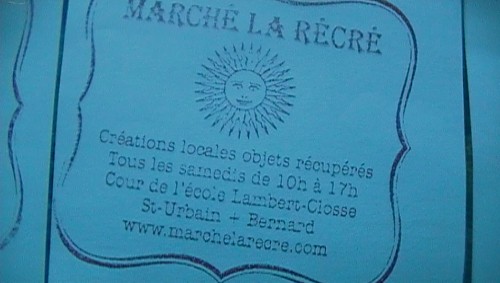 MARCHÉ LA RÉCRÉ
Créations locales objets récupérés
Tous les samedis de 10h à 17h
Cour de l'école Lambert-Closse
St-Urbain + Bernard
www.marchelarecre.com